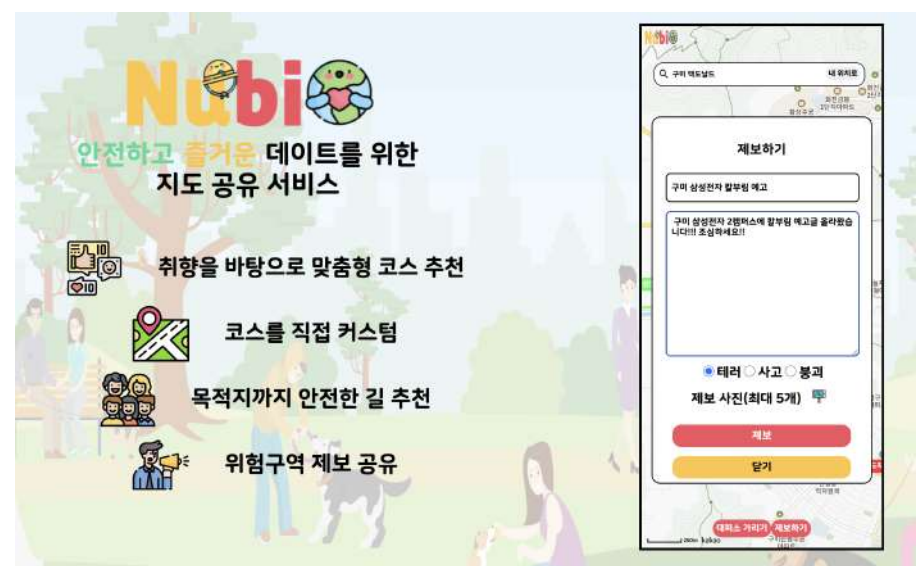 Nubi
안전하고 즐거운 데이트를 위한
지도 공유 서비스
취향을 바탕으로 맞춤형 코스 추천
코스를 직접 커스텀
목적지까지 안전한 길 추천
위험구역 제보 공유
10
10
Nubi
구미 맥도날드
내 위치로
제보하기
구미 삼성전자 칼부림 예고
구미 삼성전자 2캠퍼스에 칼부림 예고글 올라왔습
니다!!! 조심하세요!!
테러 사고 붕괴
제보 사진(최대 5개)
제보
닫기
대피소 가리기
제보하기
250m
kakao